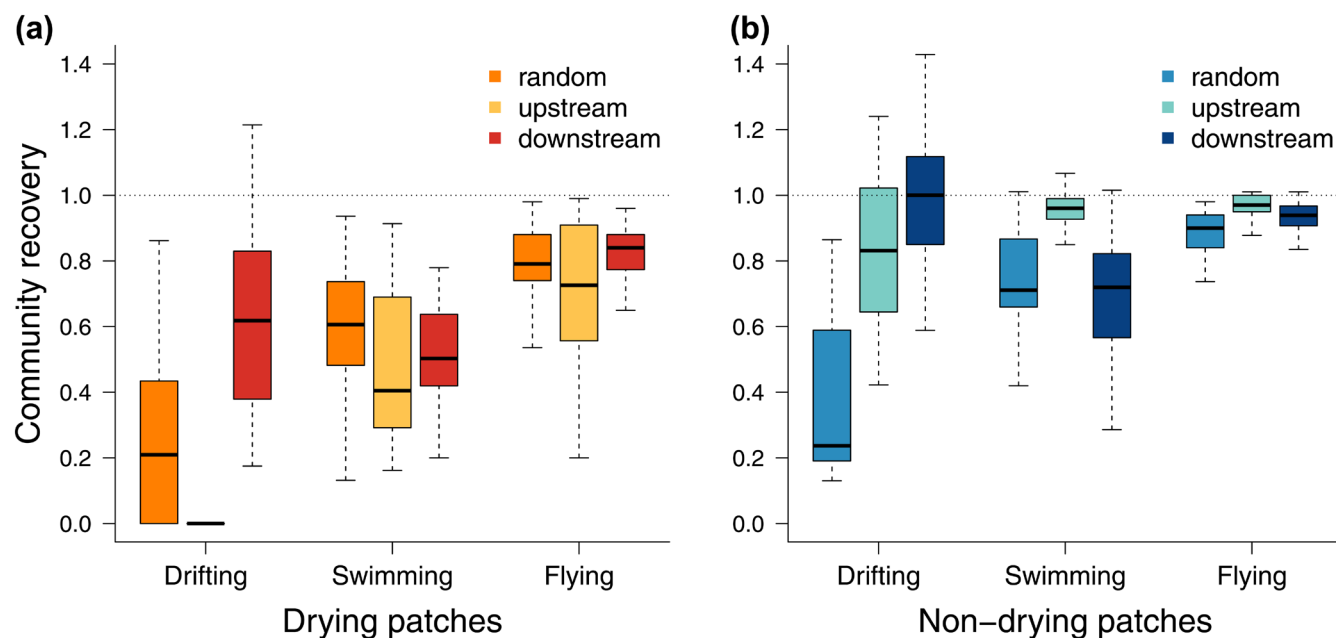 (a)
1.4
1.2
1.0
0.8
0.6
0.4
0.2
0.0
Community recovery
random
upstream
downstream
Drifting
Swimming
Flying
Drying patches
(b)
1.4
1.2
1.0
0.8
0.6
0.4
0.2
0.0
random
upstream
downstream
Drifting
Swimming
Flying
Non−drying patches